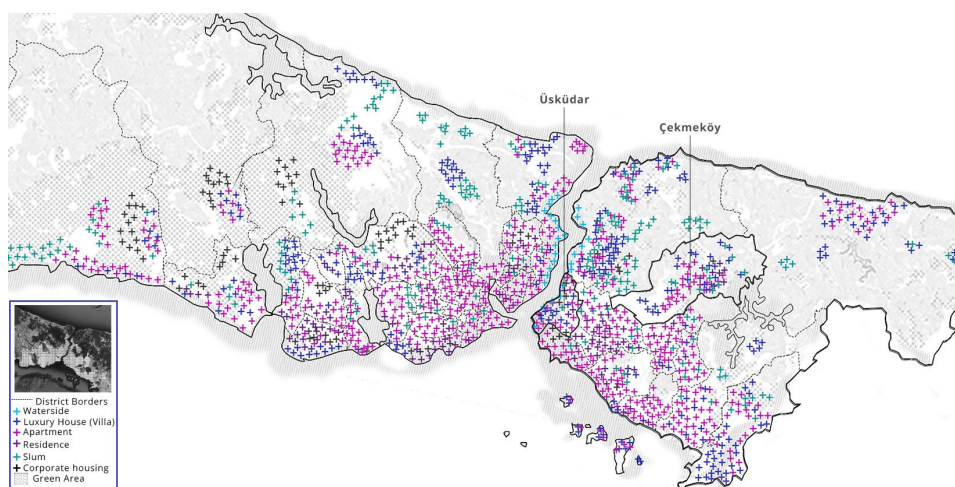 Üsküdar
Çekmeköy
District Borders
Waterside
Luxury House (Villa)
Apartment
Residence
Slum
Corporate housing
Green Area